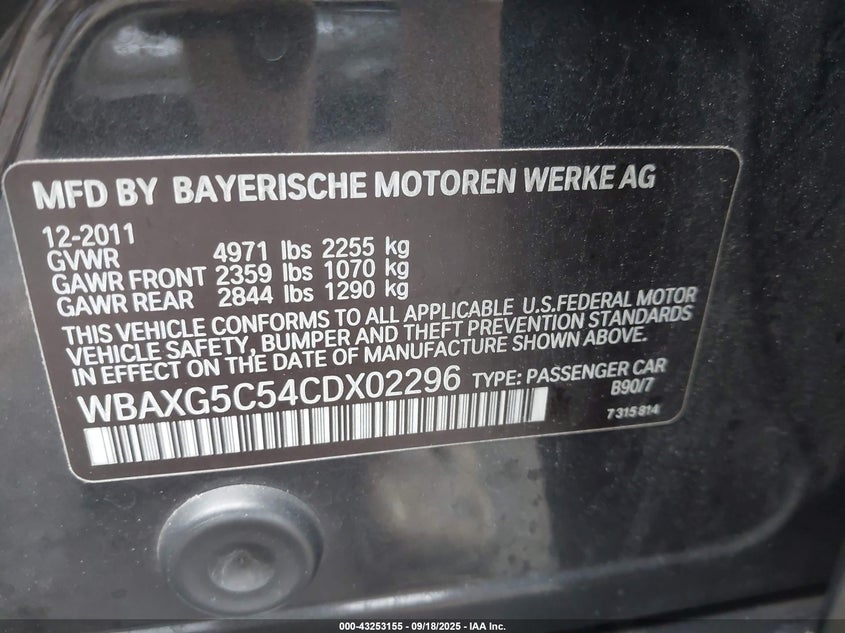 MFD BY BAYERISCHE MOTOREN WERKE AG
12-2011
GVWR 4971 lbs 2255 kg
GAWR FRONT 2359 lbs 1070 kg
GAWR REAR 2844 lbs 1290 kg
THIS VEHICLE CONFORMS TO ALL APPLICABLE U.S.FEDERAL MOTOR
VEHICLE SAFETY, BUMPER AND THEFT PREVENTION STANDARDS
IN EFFECT ON THE DATE OF MANUFACTURE SHOWN ABOVE.
WBAXG5C54CDX02296 TYPE: PASSENGER CAR
B90/7
7 315 814
000-43253155 - 09/18/2025 - IAA Inc.